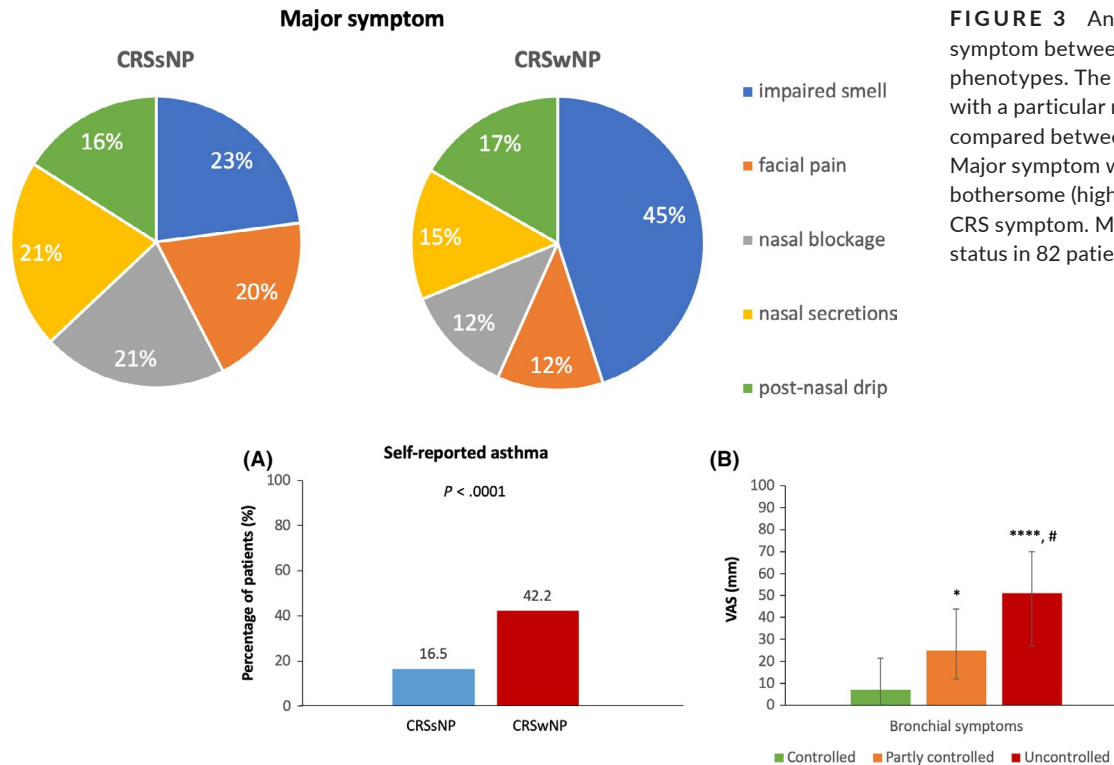 Major symptom
CRSsNP
CRSwNP
16%
23%
21%
20%
21%
17%
45%
15%
12%
12%
impaired smell
facial pain
nasal blockage
nasal secretions
post-nasal drip
FIGURE 3 An
symptom between
phenotypes. The
with a particular
compared betwee
Major symptom w
bothersome (high
CRS symptom. M
status in 82 patie
(A)
Self-reported asthma
Percentage of patients (%)
100
80
60
40
20
0
P < .0001
16.5
42.2
CRSsNP
CRSwNP
(B)
VAS (mm)
100
90
80
70
60
50
40
30
20
10
0
*
****, #
Bronchial symptoms
Controlled Partly controlled Uncontrolled